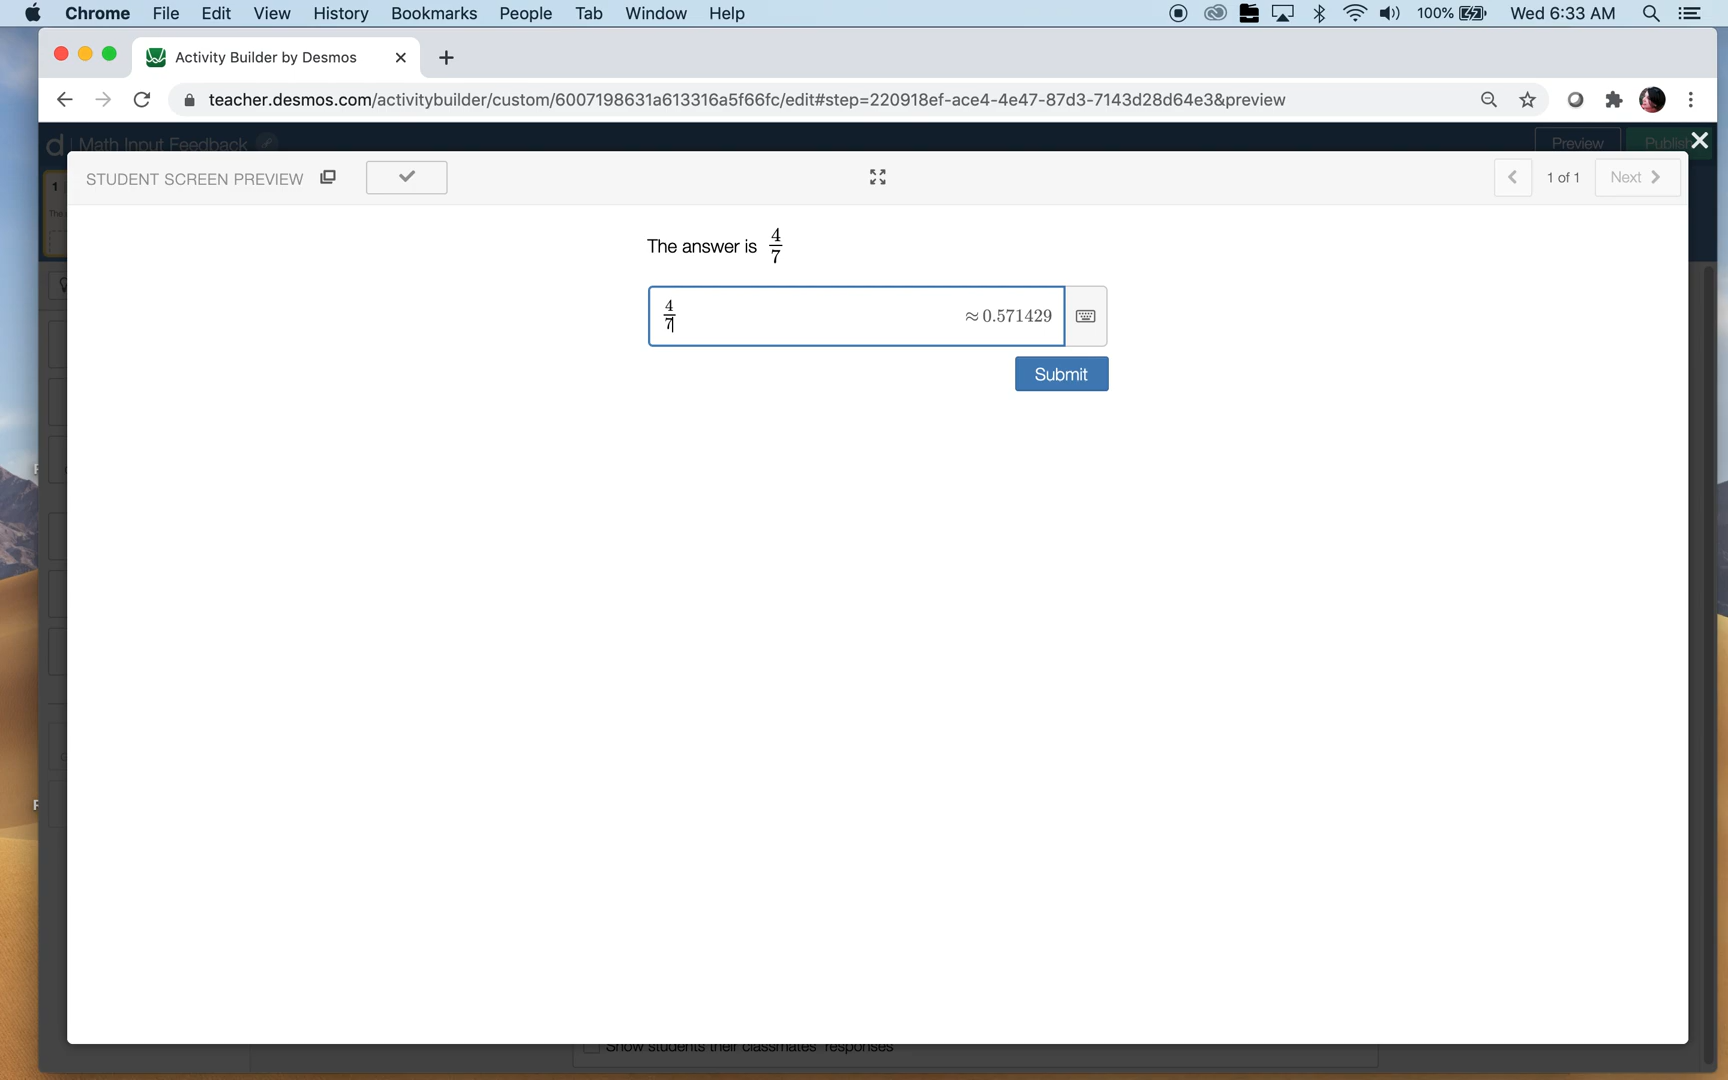 Chrome File Edit View History Bookmarks People Tab Window Help 100% Wed 6:33 AM
Activity Builder by Desmos
teacher.desmos.com/activitybuilder/custom/6007198631a613316a5f66fc/edit#step=220918ef-ace4-4e47-87d3-7143d28d64e3&preview
d | Math Input Feedback Preview Publish
1
STUDENT SCREEN PREVIEW 1 of 1 Next
The
The answer is 4/7
4/7 ≈ 0.571429
Submit
Show students their classmates' responses